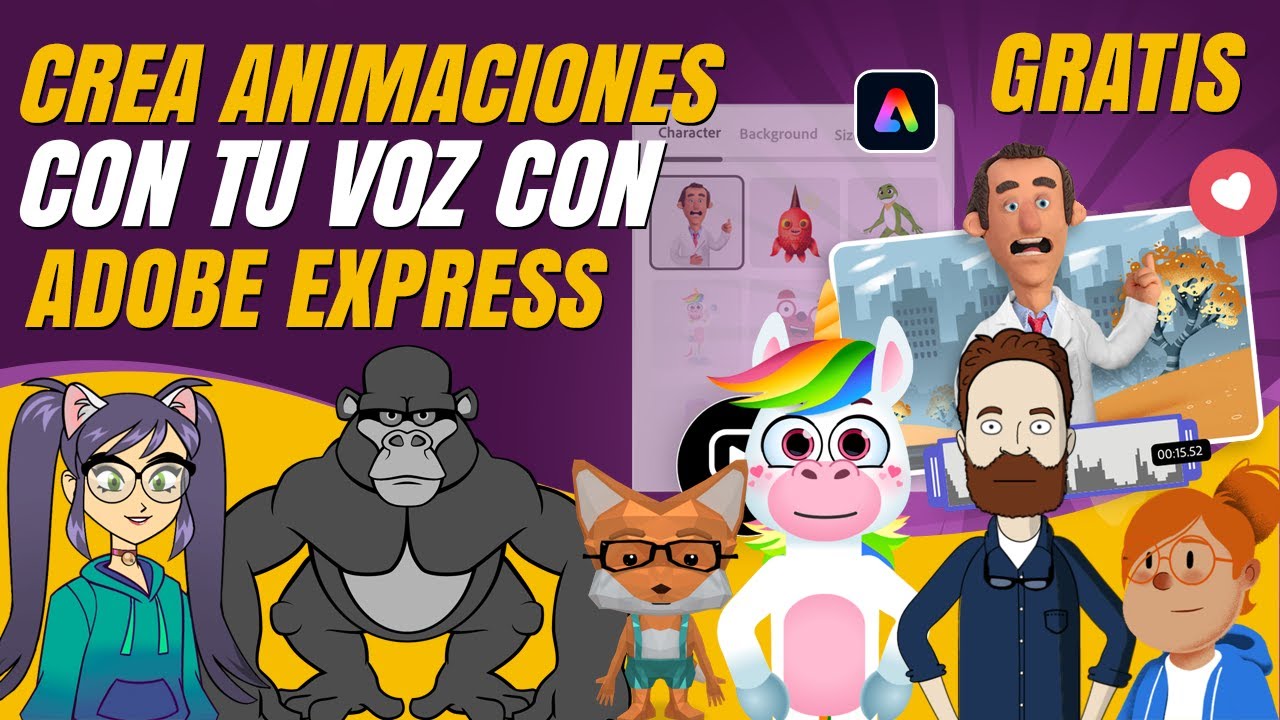 CREA ANIMACIONES
CON TU VOZ CON
ADOBE EXPRESS
GRATIS
Character Background
00:15.52